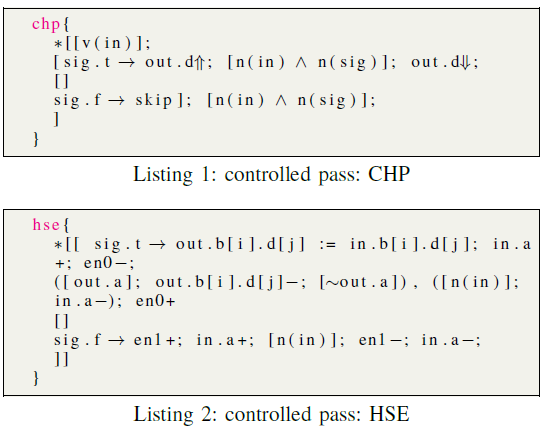 chp{
*[[v(in)];
[sig.t → out.d⇑; [n(in) ∧ n(sig)]; out.d⇓;
[]
sig.f → skip]; [n(in) ∧ n(sig)];
]
}
Listing 1: controlled pass: CHP
hse{
*[[ sig.t → out.b[i].d[j] := in.b[i].d[j]; in.a
+; en0−;
([out.a]; out.b[i].d[j]−; [~out.a]), ([n(in)];
in.a−); en0+
[]
sig.f → en1+; in.a+; [n(in)]; en1−; in.a−;
]]
}
Listing 2: controlled pass: HSE